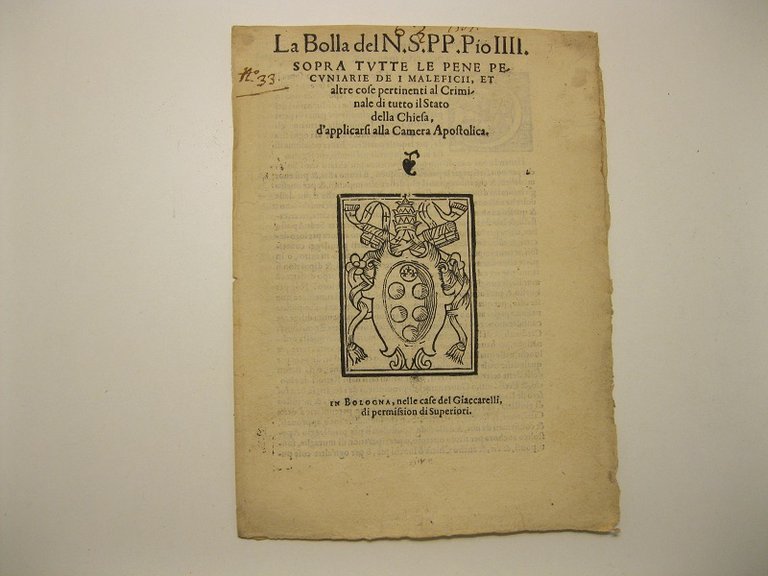 La Bolla del N.S.PP.Pio IIII.
SOPRA TVTTE LE PENE PE-
CVNIARIE DE I MALEFICII, ET
altre coſe pertinenti al Crimi-
nale di tutto il Stato
della Chieſa,
d'applicarſi alla Camera Apoſtolica.
N.o 33.
IN BOLOGNA, nelle caſe del Giaccarelli,
di permiſsion di Superiori.